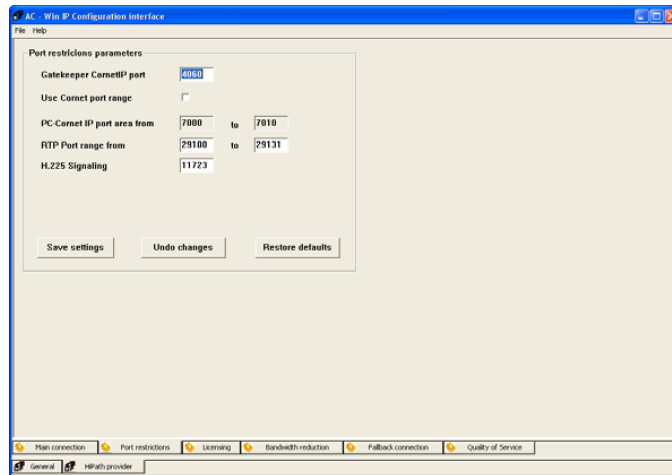 AC - Win IP Configuration interface
File Help
Port restricions parameters
Gatekeeper CornetIP port 4060
Use Cornet port range
PC-Cornet IP port area from 7000 to 7010
RTP Port range from 29100 to 29131
H.225 Signaling 11723
Save settings Undo changes Restore defaults
Main connection Port restrictions Licensing Bandwidth reduction Fallback connection Quality of Service
General HiPath provider